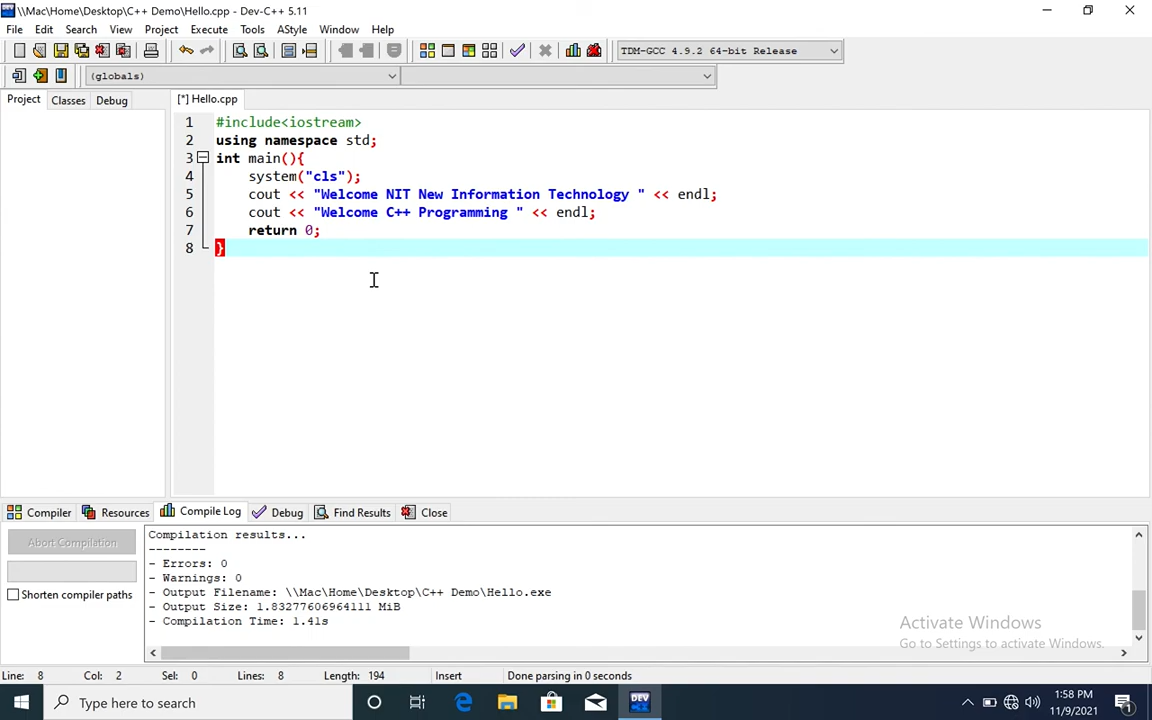 \\Mac\Home\Desktop\C++ Demo\Hello.cpp - Dev-C++ 5.11
File Edit Search View Project Execute Tools AStyle Window Help
TDM-GCC 4.9.2 64-bit Release
(globals)
Project Classes Debug [*] Hello.cpp
1 #include<iostream>
2 using namespace std;
3 int main(){
4 system("cls");
5 cout << "Welcome NIT New Information Technology " << endl;
6 cout << "Welcome C++ Programming " << endl;
7 return 0;
8 }
Compiler Resources Compile Log Debug Find Results Close
Abort Compilation
Shorten compiler paths
Compilation results...
--------
- Errors: 0
- Warnings: 0
- Output Filename: \\Mac\Home\Desktop\C++ Demo\Hello.exe
- Output Size: 1.83277606964111 MiB
- Compilation Time: 1.41s
Activate Windows
Go to Settings to activate Windows.
Line: 8 Col: 2 Sel: 0 Lines: 8 Length: 194 Insert Done parsing in 0 seconds
Type here to search
DEV
1:58 PM
11/9/2021
1